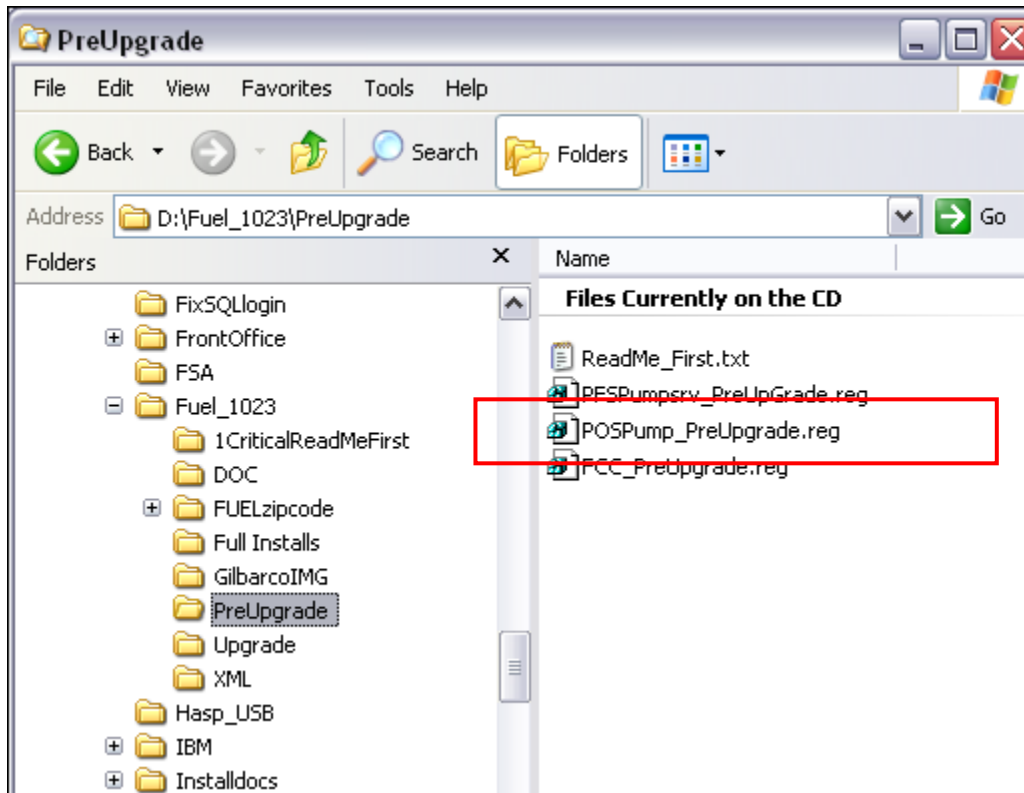 PreUpgrade
File Edit View Favorites Tools Help
Back Search Folders
Address D:\Fuel_1023\PreUpgrade Go
Folders
Name
FixSQLlogin
FrontOffice
FSA
Fuel_1023
1CriticalReadMeFirst
DOC
FUELzipcode
Full Installs
GilbarcoIMG
PreUpgrade
Upgrade
XML
Hasp_USB
IBM
Installdocs
Files Currently on the CD
ReadMe_First.txt
PFSPumpsrv_PreUpGrade.reg
POSPump_PreUpgrade.reg
FCC_PreUpgrade.reg